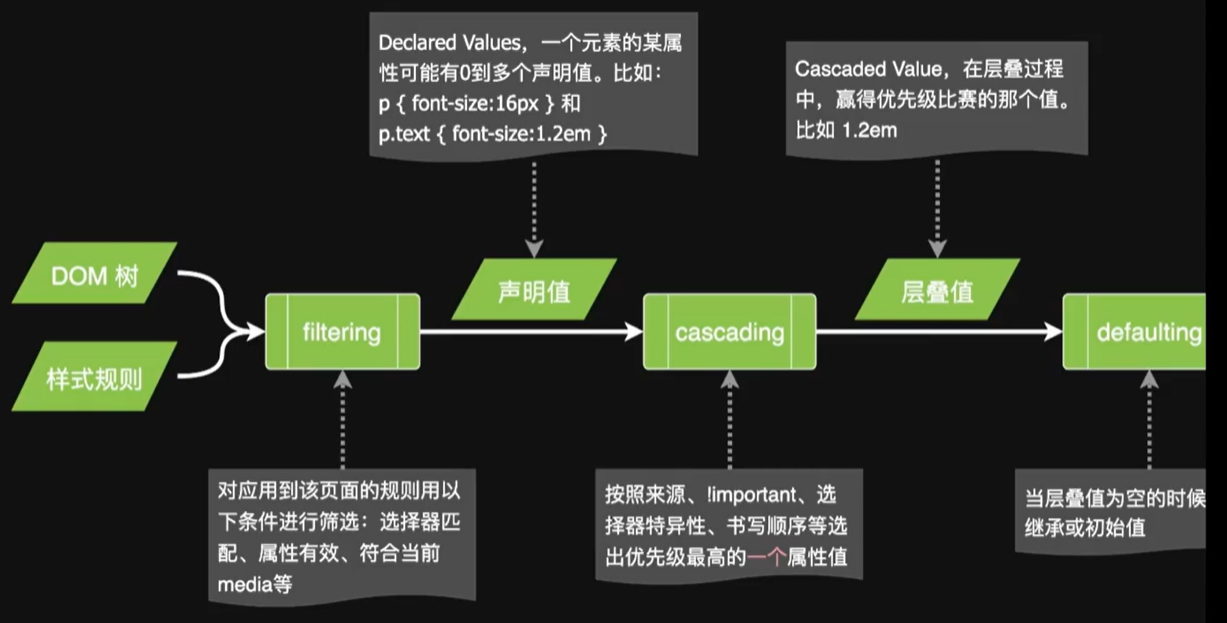 Declared Values，一个元素的某属
性可能有0到多个声明值。比如：
p { font-size:16px } 和
p.text { font-size:1.2em }
Cascaded Value，在层叠过程
中，赢得优先级比赛的那个值。
比如 1.2em
DOM 树
样式规则
filtering
声明值
cascading
层叠值
defaulting
对应用到该页面的规则用以
下条件进行筛选：选择器匹
配、属性有效、符合当前
media等
按照来源、!important、选
择器特异性、书写顺序等选
出优先级最高的一个属性值
当层叠值为空的时候
继承或初始值